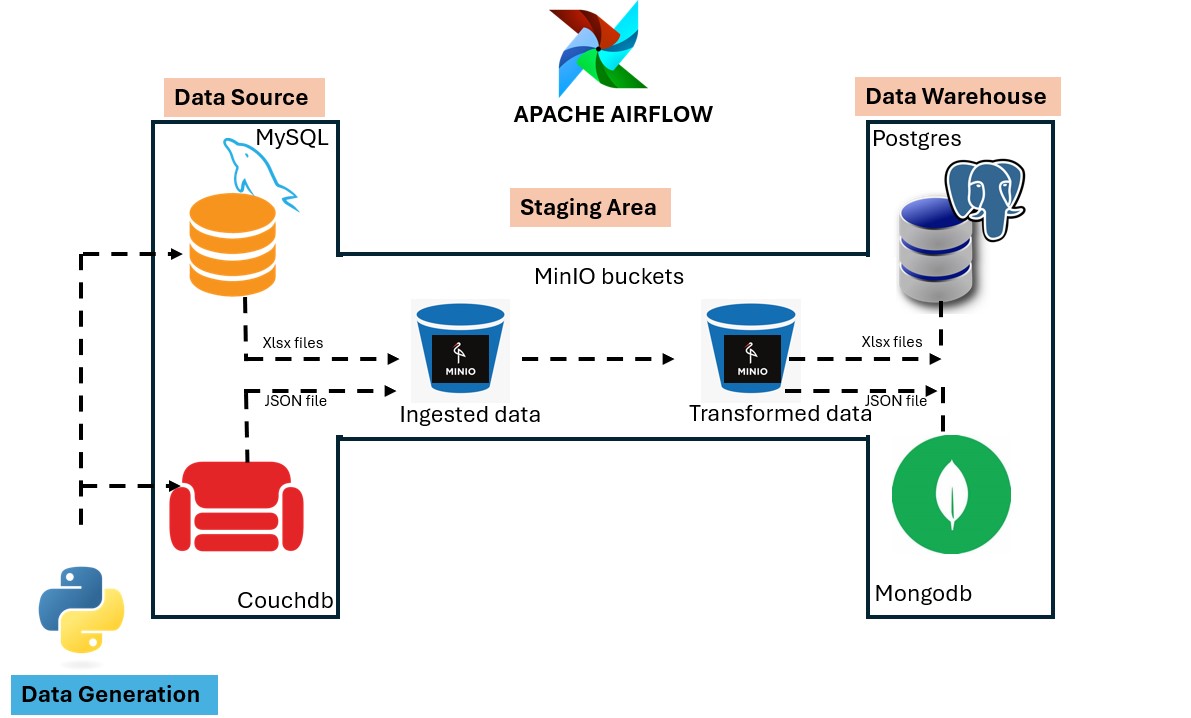 APACHE AIRFLOW
Data Source
Data Warehouse
MySQL
Postgres
Staging Area
MinIO buckets
Xlsx files
Xlsx files
MINIO
MINIO
JSON file
JSON file
Ingested data
Transformed data
Couchdb
Mongodb
Data Generation